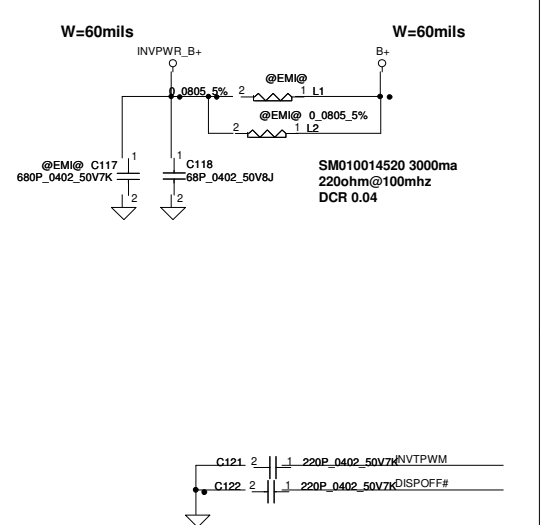 W=60mils W=60mils
INVPWR_B+ B+
@EMI@
0_0805_5% 2 1 L1
@EMI@ 0_0805_5%
2 1 L2
@EMI@ C117 1
680P_0402_50V7K
2
1 C118
68P_0402_50V8J
2
SM010014520 3000ma
220ohm@100mhz
DCR 0.04
C121 2 1 220P_0402_50V7K INVTPWM
C122 2 1 220P_0402_50V7K DISPOFF#